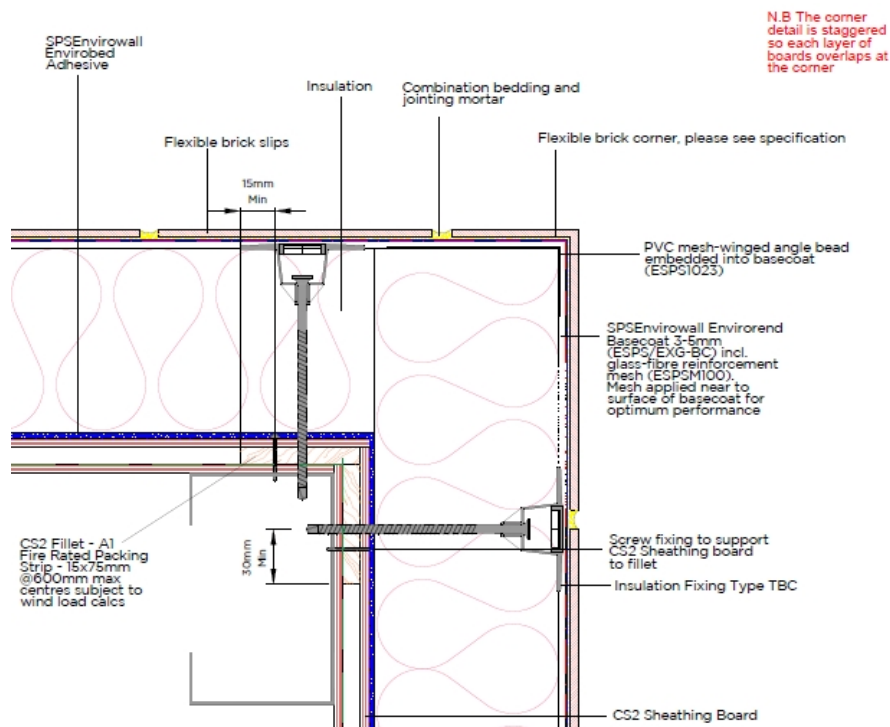 N.B The corner
detail is staggered
so each layer of
boards overlaps at
the corner
SPSEnvirowall
Envirobed
Adhesive
Insulation
Combination bedding and
jointing mortar
Flexible brick slips
Flexible brick corner, please see specification
15mm
Min
PVC mesh-winged angle bead
embedded into basecoat
(ESPS1023)
SPSEnvirowall Envirorend
Basecoat 3-5mm
(ESPS/EXG-BC) incl.
glass-fibre reinforcement
mesh (ESPSM100).
Mesh applied near to
surface of basecoat for
optimum performance
CS2 Fillet - A1
Fire Rated Packing
Strip - 15x75mm
@600mm max
centres subject to
wind load calcs
30mm
Min
Screw fixing to support
CS2 Sheathing board
to fillet
Insulation Fixing Type TBC
CS2 Sheathing Board